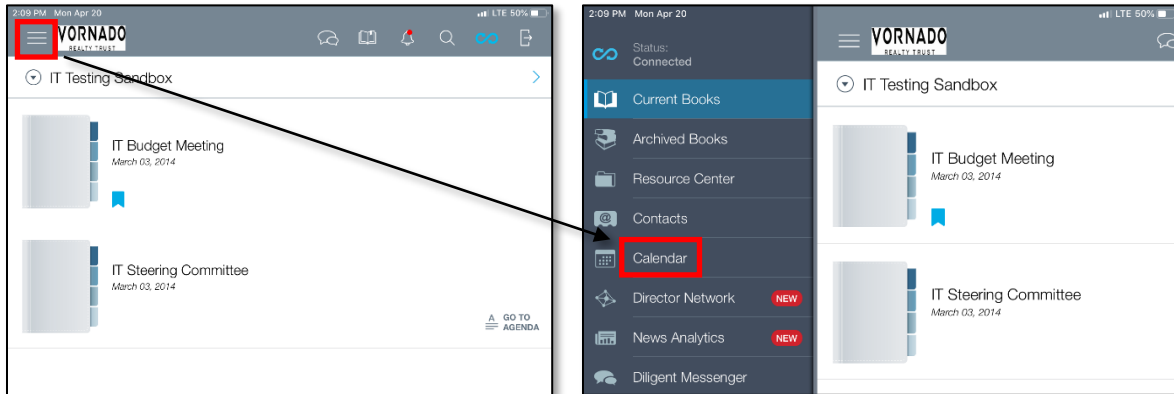 2:09 PM Mon Apr 20
LTE 50%
VORNADO
REALTY TRUST
IT Testing Sandbox
IT Budget Meeting
March 03, 2014
IT Steering Committee
March 03, 2014
A GO TO
AGENDA
2:09 PM Mon Apr 20
LTE 50%
Status:
Connected
Current Books
Archived Books
Resource Center
Contacts
Calendar
Director Network NEW
News Analytics NEW
Diligent Messenger
VORNADO
REALTY TRUST
IT Testing Sandbox
IT Budget Meeting
March 03, 2014
IT Steering Committee
March 03, 2014